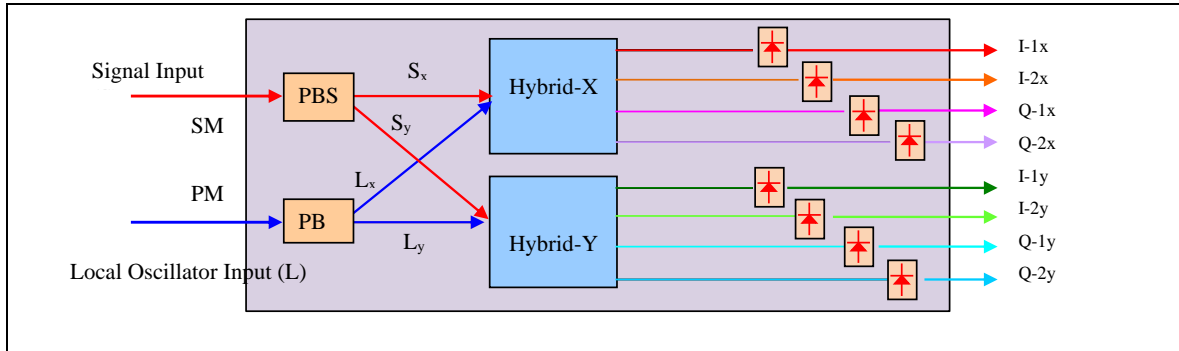 Signal Input
SM
PM
Local Oscillator Input (L)
PBS
PB
Sx
Sy
Lx
Ly
Hybrid-X
Hybrid-Y
I-1x
I-2x
Q-1x
Q-2x
I-1y
I-2y
Q-1y
Q-2y